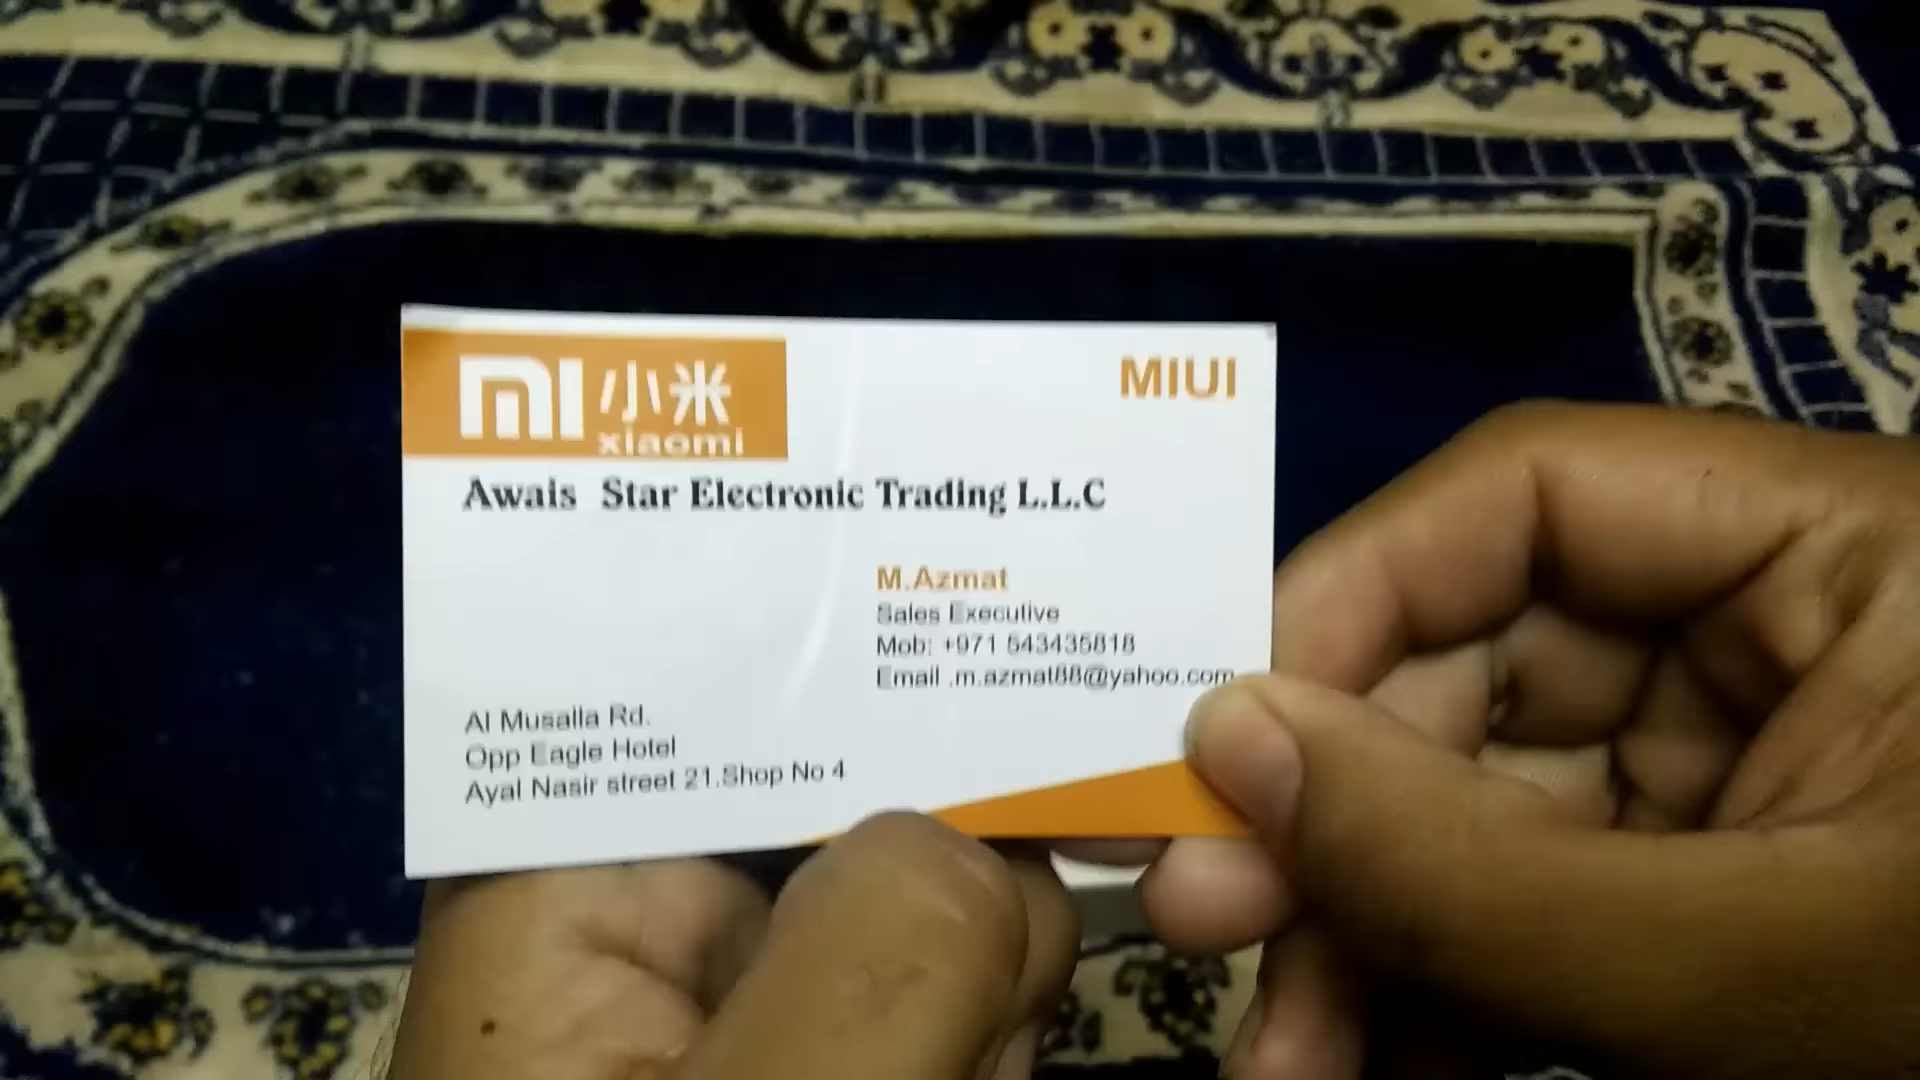 mi 小米
xiaomi
MIUI
Awais Star Electronic Trading L.L.C
M.Azmat
Sales Executive
Mob: +971 543435818
Email .m.azmat88@yahoo.com
Al Musalla Rd.
Opp Eagle Hotel
Ayal Nasir street 21.Shop No 4